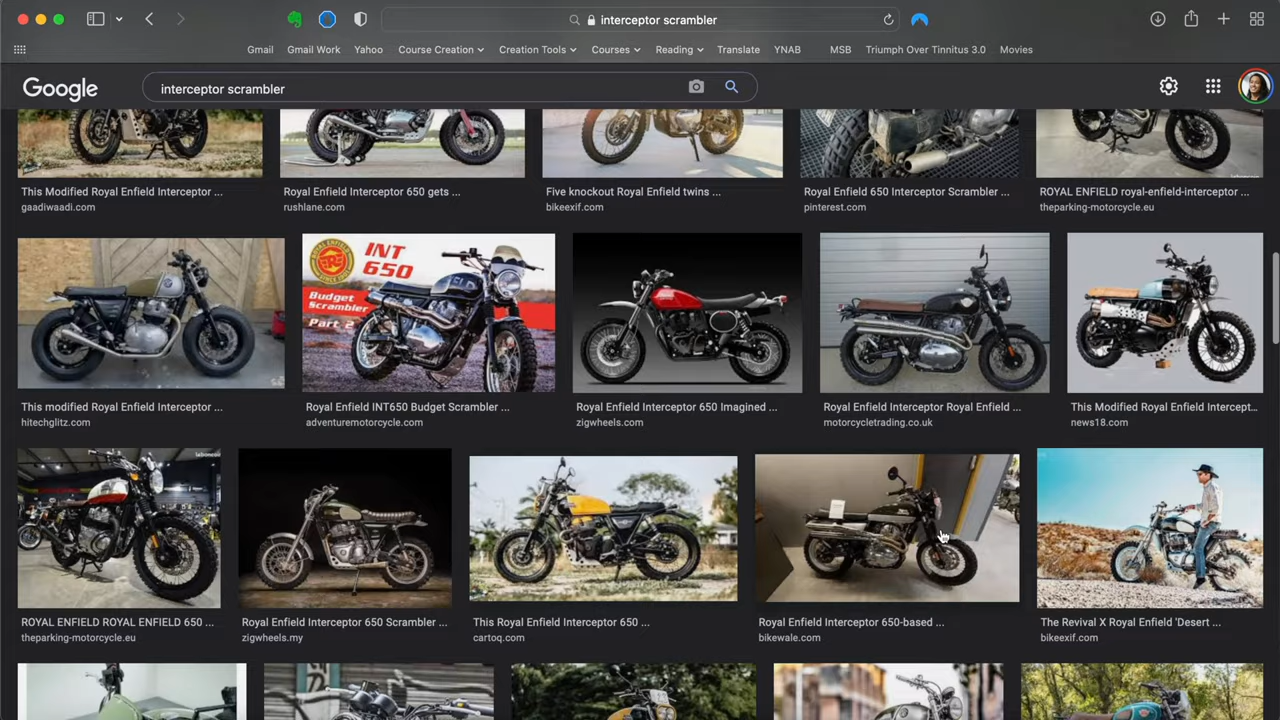 interceptor scrambler
Gmail
Gmail Work
Yahoo
Course Creation
Creation Tools
Courses
Reading
Translate
YNAB
MSB
Triumph Over Tinnitus 3.0
Movies
Google
interceptor scrambler
This Modified Royal Enfield Interceptor ...
gaadiwaadi.com
Royal Enfield Interceptor 650 gets ...
rushlane.com
Five knockout Royal Enfield twins ...
bikeexif.com
Royal Enfield 650 Interceptor Scrambler ...
pinterest.com
ROYAL ENFIELD royal-enfield-interceptor ...
theparking-motorcycle.eu
INT
650
Budget
Scrambler
Part 2
This modified Royal Enfield Interceptor ...
hitechglitz.com
Royal Enfield INT650 Budget Scrambler ...
adventuremotorcycle.com
Royal Enfield Interceptor 650 Imagined ...
zigwheels.com
Royal Enfield Interceptor Royal Enfield ...
motorcycletrading.co.uk
This Modified Royal Enfield Intercept...
news18.com
leboncoin
ROYAL ENFIELD ROYAL ENFIELD 650 ...
theparking-motorcycle.eu
Royal Enfield Interceptor 650 Scrambler ...
zigwheels.my
This Royal Enfield Interceptor 650 ...
cartoq.com
Royale Enfield Interceptor 650-based ...
bikewale.com
The Revival X Royal Enfield 'Desert ...
bikeexif.com